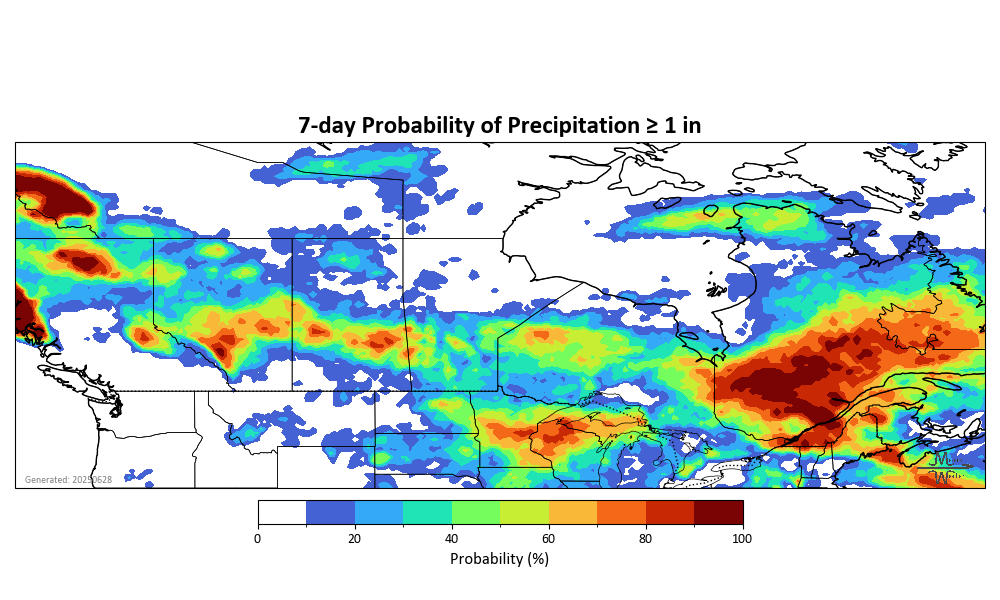 7-day Probability of Precipitation ≥ 1 in
Generated: 20250628
0 20 40 60 80 100
Probability (%)